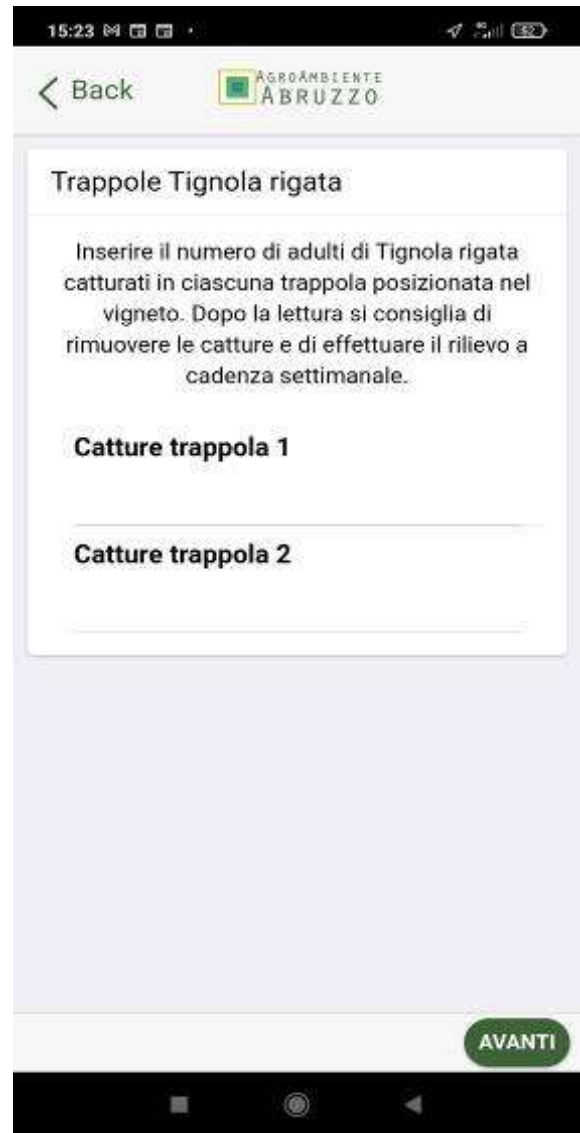 15:23
52
Back
AGROAMBIENTE
ABRUZZO
Trappole Tignola rigata
Inserire il numero di adulti di Tignola rigata
catturati in ciascuna trappola posizionata nel
vigneto. Dopo la lettura si consiglia di
rimuovere le catture e di effettuare il rilievo a
cadenza settimanale.
Catture trappola 1
Catture trappola 2
AVANTI